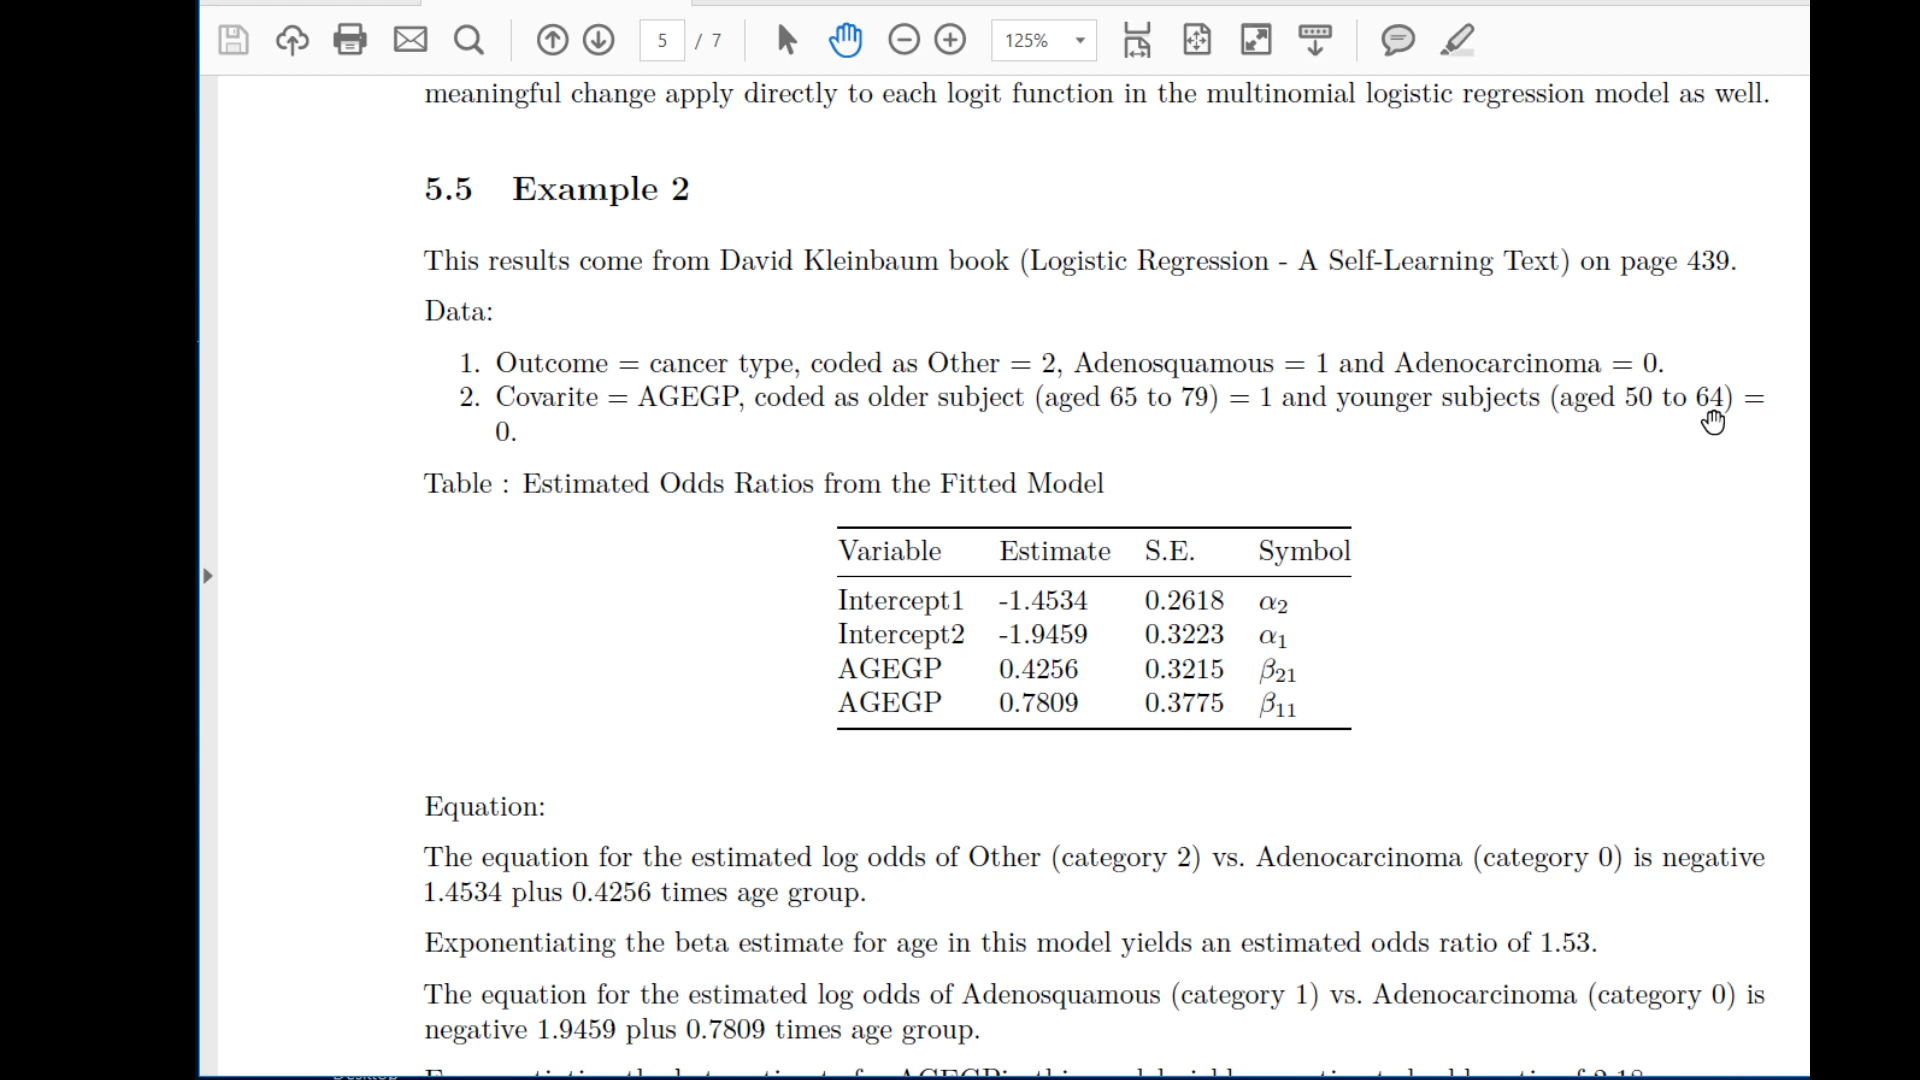 5 / 7
125%
meaningful change apply directly to each logit function in the multinomial logistic regression model as well.
5.5 Example 2
This results come from David Kleinbaum book (Logistic Regression - A Self-Learning Text) on page 439.
Data:
1. Outcome = cancer type, coded as Other = 2, Adenosquamous = 1 and Adenocarcinoma = 0.
2. Covarite = AGEGP, coded as older subject (aged 65 to 79) = 1 and younger subjects (aged 50 to 64) =
0.
Table : Estimated Odds Ratios from the Fitted Model
Variable Estimate S.E. Symbol
Intercept1 -1.4534 0.2618 α2
Intercept2 -1.9459 0.3223 α1
AGEGP 0.4256 0.3215 β21
AGEGP 0.7809 0.3775 β11
Equation:
The equation for the estimated log odds of Other (category 2) vs. Adenocarcinoma (category 0) is negative
1.4534 plus 0.4256 times age group.
Exponentiating the beta estimate for age in this model yields an estimated odds ratio of 1.53.
The equation for the estimated log odds of Adenosquamous (category 1) vs. Adenocarcinoma (category 0) is
negative 1.9459 plus 0.7809 times age group.